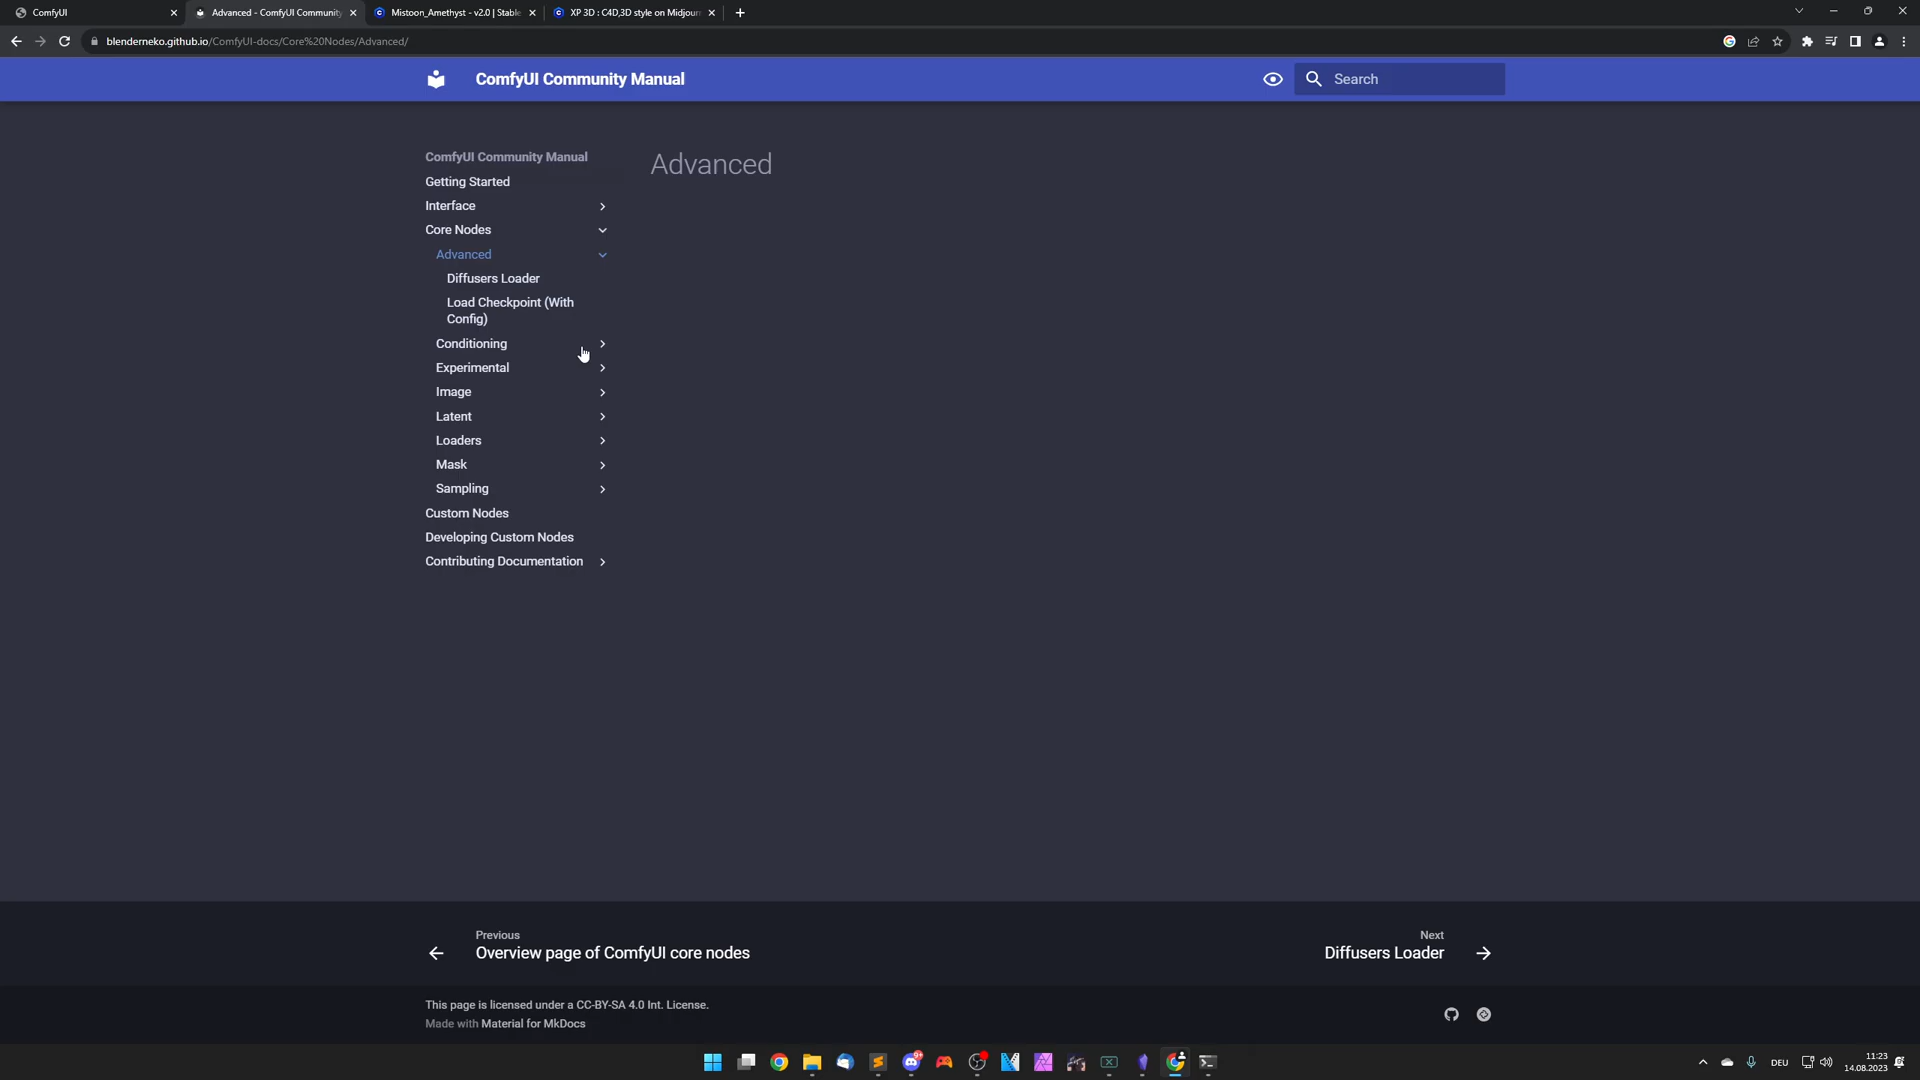 ComfyUI
Advanced - ComfyUI Community
Mistoon_Amethyst - v2.0 | Stable
XP 3D : C4D,3D style on Midjourn
blenderneko.github.io/ComfyUI-docs/Core%20Nodes/Advanced/
ComfyUI Community Manual
Search
ComfyUI Community Manual
Advanced
Getting Started
Interface
Core Nodes
Advanced
Diffusers Loader
Load Checkpoint (With
Config)
Conditioning
Experimental
Image
Latent
Loaders
Mask
Sampling
Custom Nodes
Developing Custom Nodes
Contributing Documentation
Previous
Overview page of ComfyUI core nodes
Next
Diffusers Loader
This page is licensed under a CC-BY-SA 4.0 Int. License.
Made with Material for MkDocs
9+
DEU
11:23
14.08.2023